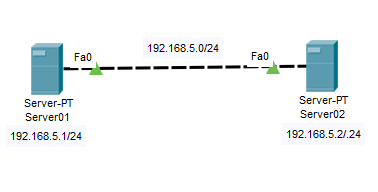 192.168.5.0/24
Fa0
Fa0
Server-PT
Server01
192.168.5.1/24
Server-PT
Server02
192.168.5.2/.24